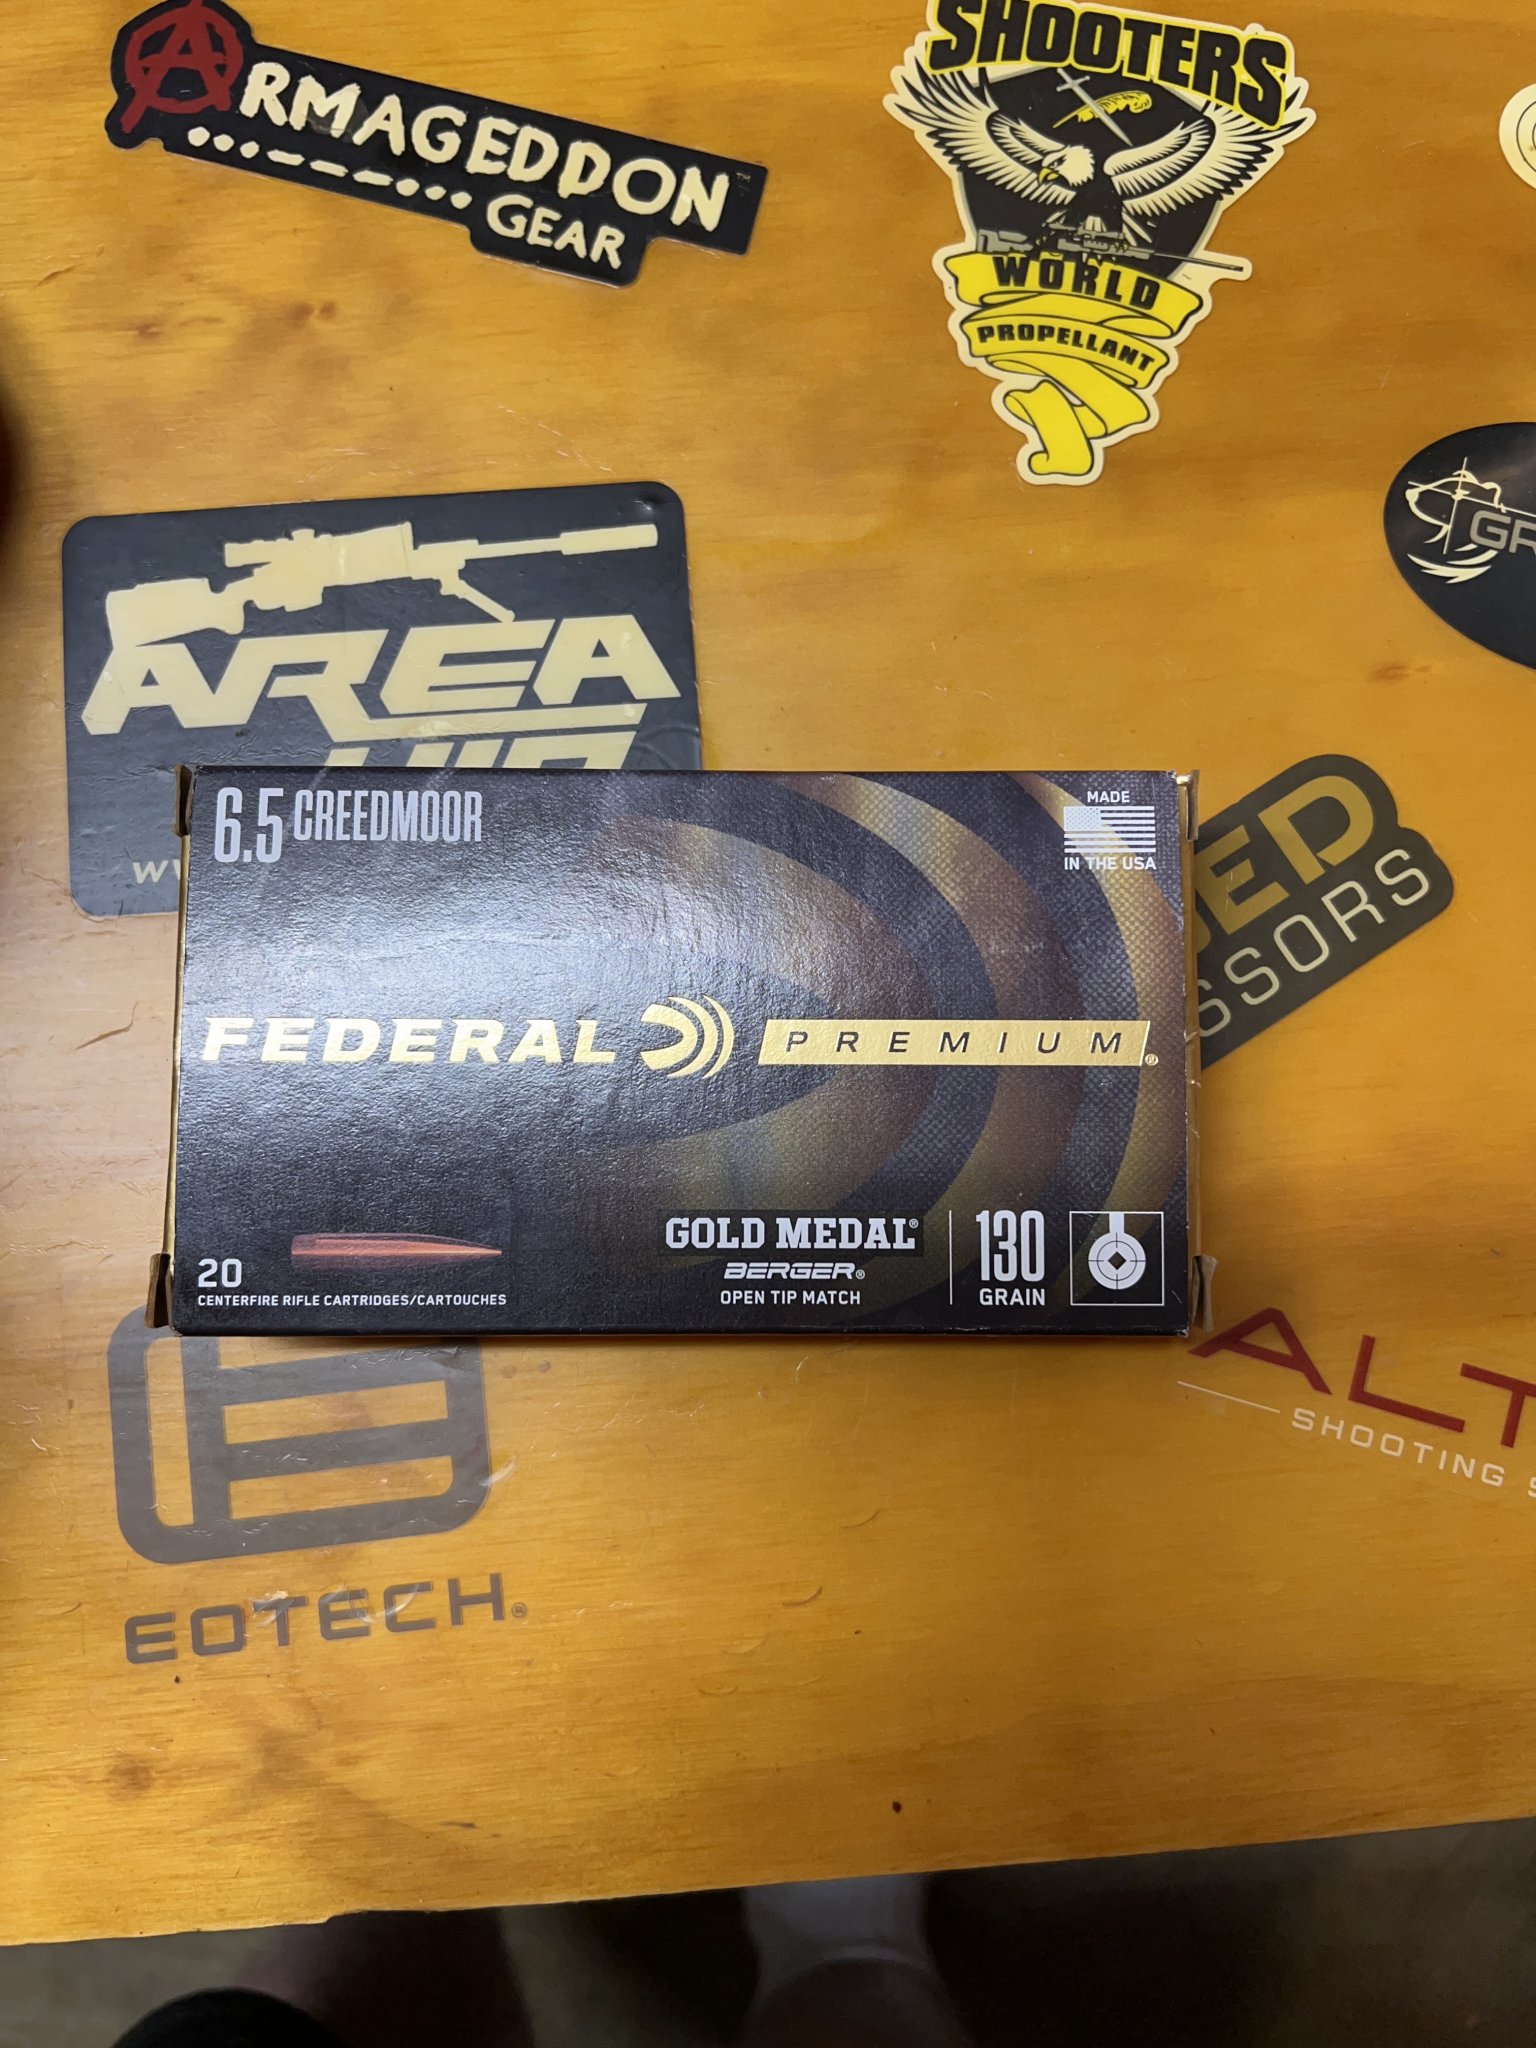 ARMAGEDDON
GEAR
SHOOTERS
WORLD
PROPELLANT
AREA
6.5 CREEDMOOR
MADE
IN THE USA
FEDERAL PREMIUM®
20
CENTERFIRE RIFLE CARTRIDGES/CARTOUCHES
GOLD MEDAL®
BERGER®
OPEN TIP MATCH
130
GRAIN
EOTECH®
SHOOTING